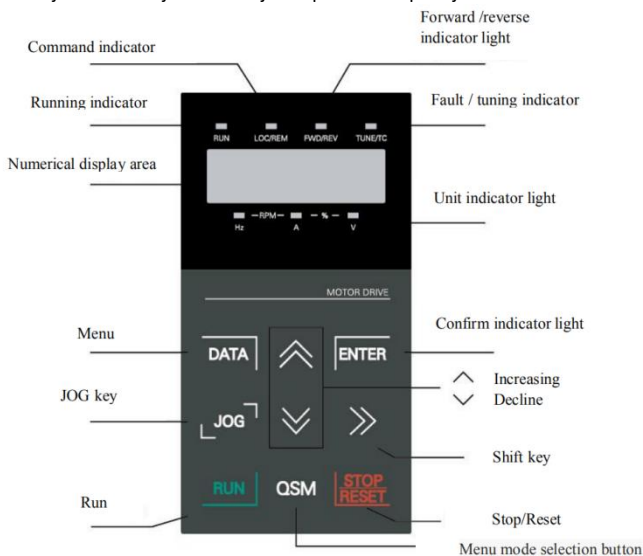 Forward /reverse
indicator light
Command indicator
Running indicator
Fault / tuning indicator
RUN LOC/REM FWD/REV TUNE/TC
Numerical display area
Unit indicator light
RPM %
Hz A V
MOTOR DRIVE
Menu
Confirm indicator light
DATA
ENTER
Increasing
Decline
JOG key
JOG
Shift key
RUN QSM STOP
RESET
Run
Stop/Reset
Menu mode selection button